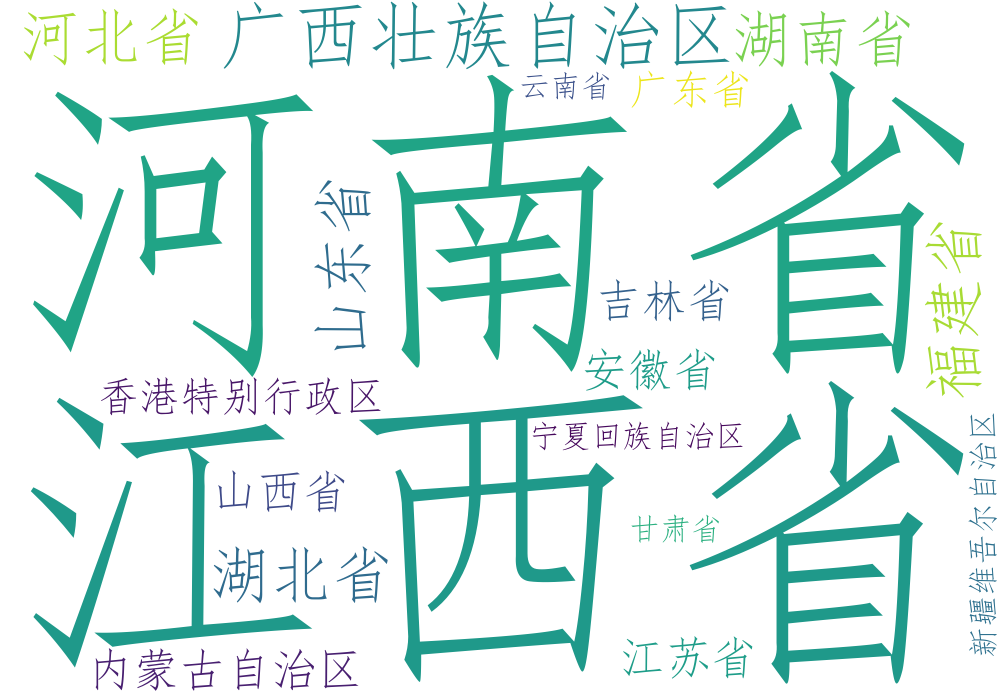 河北省
广西壮族自治区
湖南省
云南省
广东省
河南省
山东省
吉林省
福建省
安徽省
香港特别行政区
江西省
宁夏回族自治区
山西省
甘肃省
新疆维吾尔自治区
湖北省
江苏省
内蒙古自治区